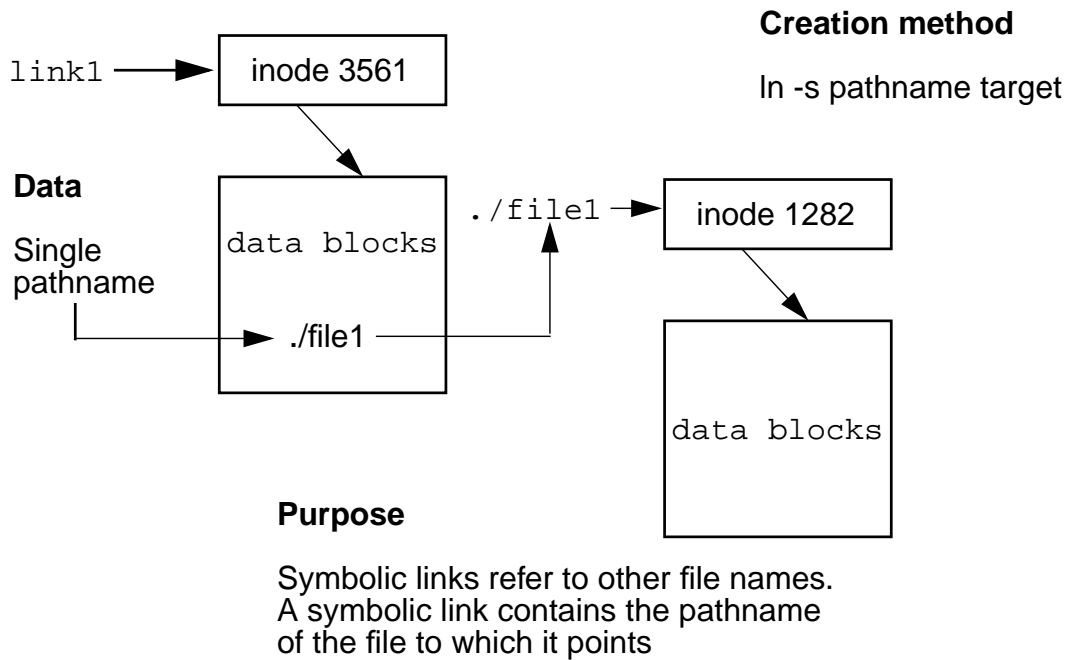 Creation method
ln -s pathname target
link1
inode 3561
Data
Single
pathname
data blocks
./file1
./file1
inode 1282
data blocks
Purpose
Symbolic links refer to other file names.
A symbolic link contains the pathname
of the file to which it points